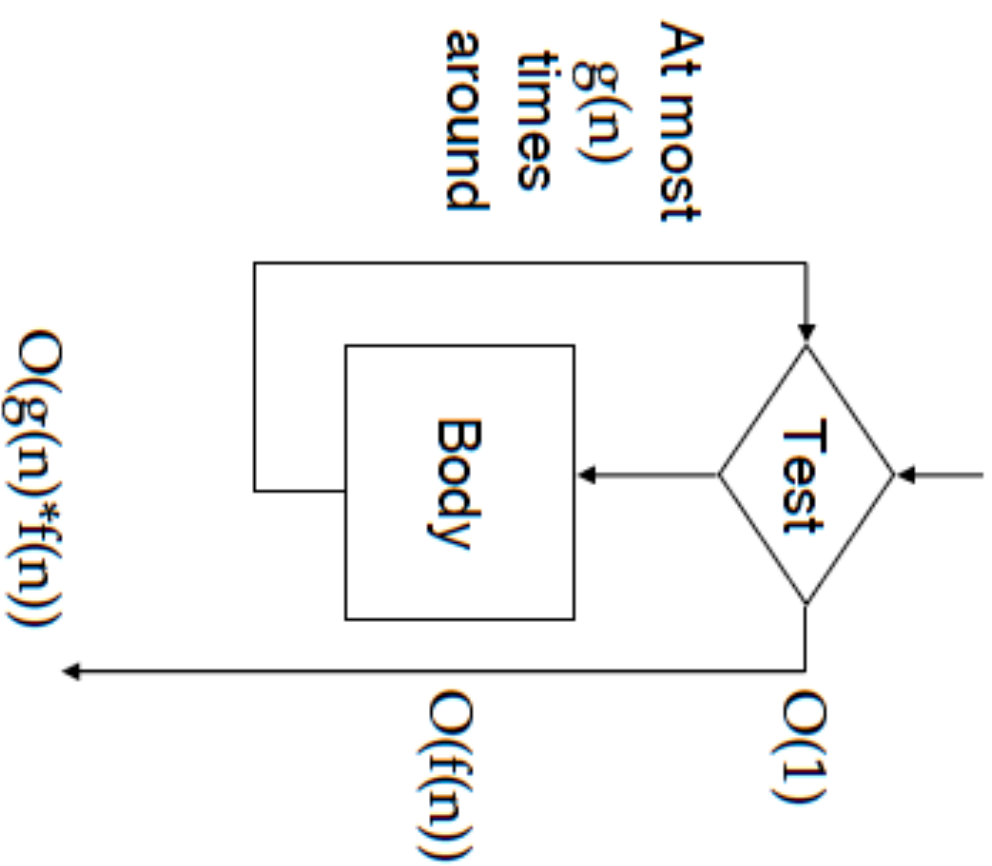 At most
g(n)
times
around
Test
O(1)
Body
O(f(n))
O(g(n)*f(n))